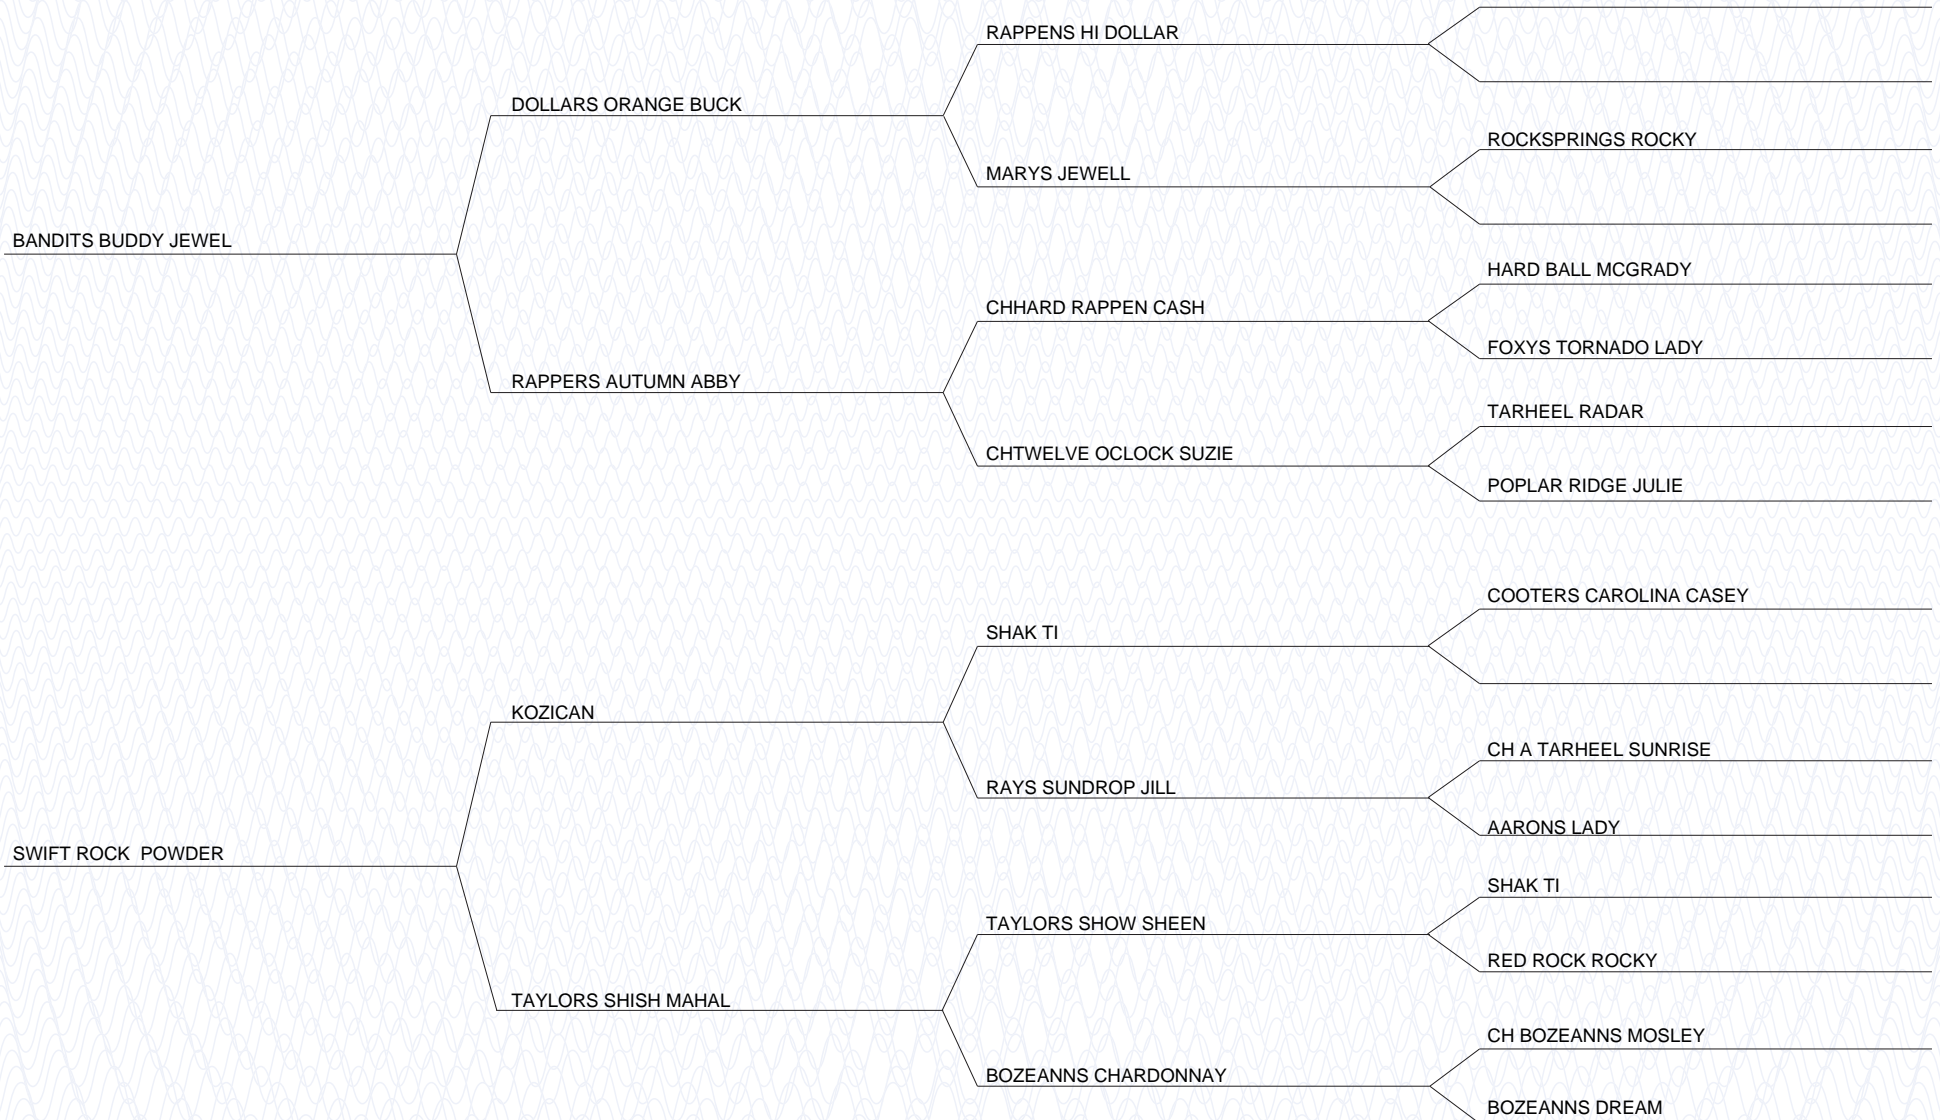 RAPPENS HI DOLLAR
DOLLARS ORANGE BUCK
ROCKSPRINGS ROCKY
MARYS JEWELL
BANDITS BUDDY JEWEL
HARD BALL MCGRADY
CHHARD RAPPEN CASH
FOXYS TORNADO LADY
RAPPERS AUTUMN ABBY
TARHEEL RADAR
CHTWELVE OCLOCK SUZIE
POPLAR RIDGE JULIE
COOTERS CAROLINA CASEY
SHAK TI
KOZICAN
CH A TARHEEL SUNRISE
RAYS SUNDROP JILL
AARONS LADY
SWIFT ROCK  POWDER
SHAK TI
TAYLORS SHOW SHEEN
RED ROCK ROCKY
TAYLORS SHISH MAHAL
CH BOZEANNS MOSLEY
BOZEANNS CHARDONNAY
BOZEANNS DREAM